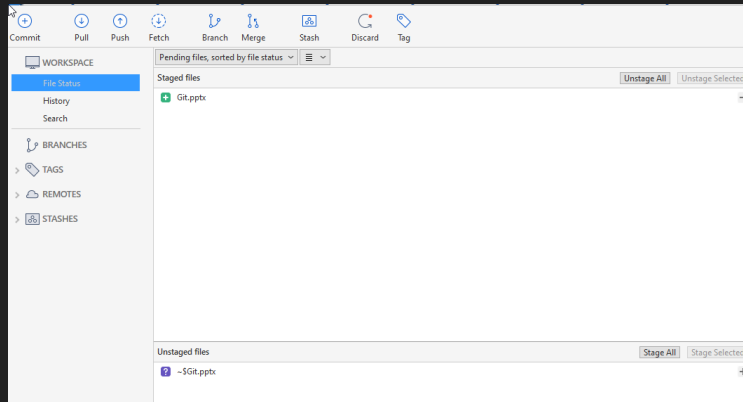 Commit Pull Push Fetch Branch Merge Stash Discard Tag
WORKSPACE
File Status
History
Search
BRANCHES
TAGS
REMOTES
STASHES
Pending files, sorted by file status
Staged files Unstage All Unstage Selected
Git.pptx
Unstaged files Stage All Stage Selected
~$Git.pptx